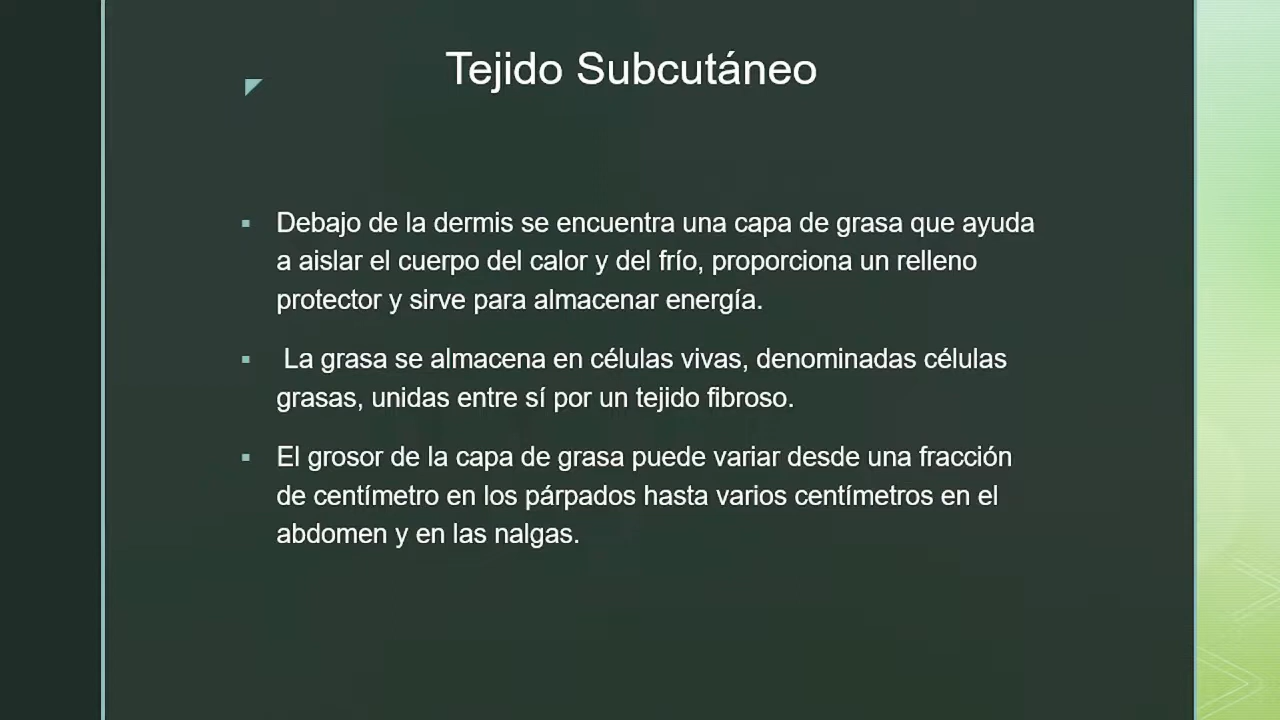 Tejido Subcutáneo
▪ Debajo de la dermis se encuentra una capa de grasa que ayuda
a aislar el cuerpo del calor y del frío, proporciona un relleno
protector y sirve para almacenar energía.
▪ La grasa se almacena en células vivas, denominadas células
grasas, unidas entre sí por un tejido fibroso.
▪ El grosor de la capa de grasa puede variar desde una fracción
de centímetro en los párpados hasta varios centímetros en el
abdomen y en las nalgas.